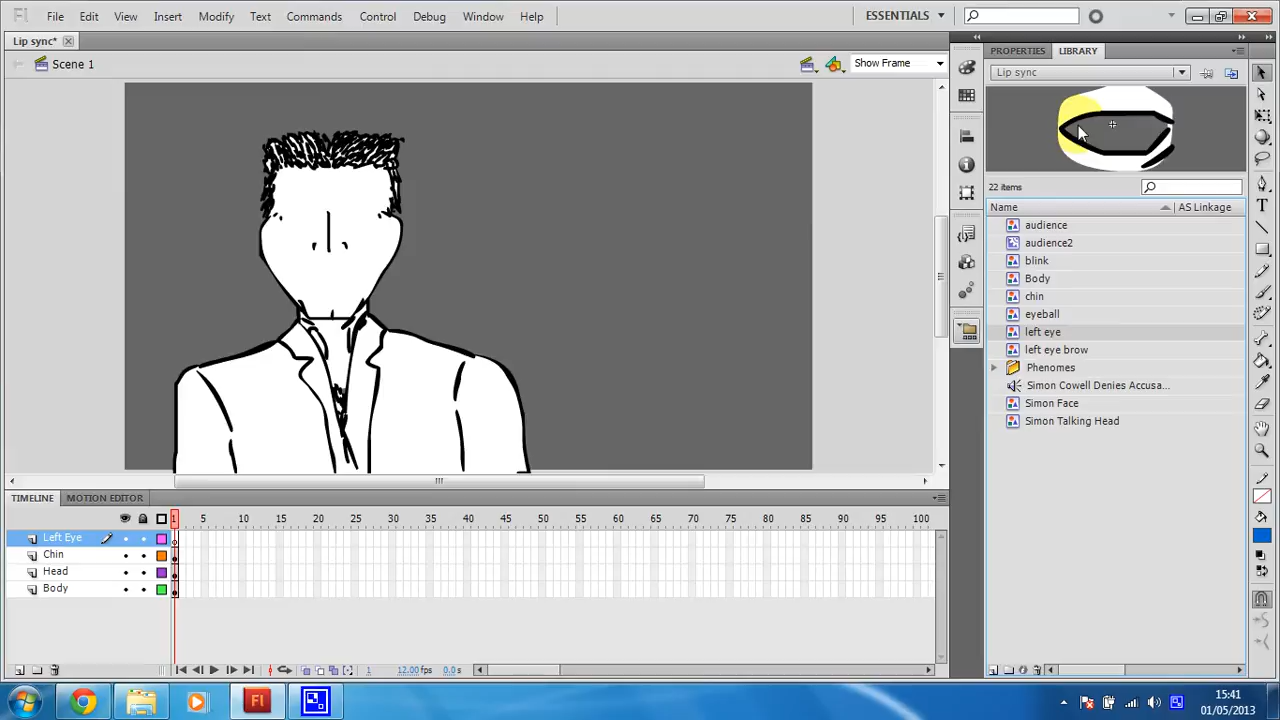 Fl File Edit View Insert Modify Text Commands Control Debug Window Help ESSENTIALS
Lip sync*
Scene 1 Show Frame
PROPERTIES LIBRARY
Lip sync
22 items
Name AS Linkage
audience
audience2
blink
Body
chin
eyeball
left eye
left eye brow
Phenomes
Simon Cowell Denies Accusa...
Simon Face
Simon Talking Head
TIMELINE MOTION EDITOR
1 5 10 15 20 25 30 35 40 45 50 55 60 65 70 75 80 85 90 95 100
Left Eye
Chin
Head
Body
1 12.00 fps 0.0 s
Fl
15:41
01/05/2013